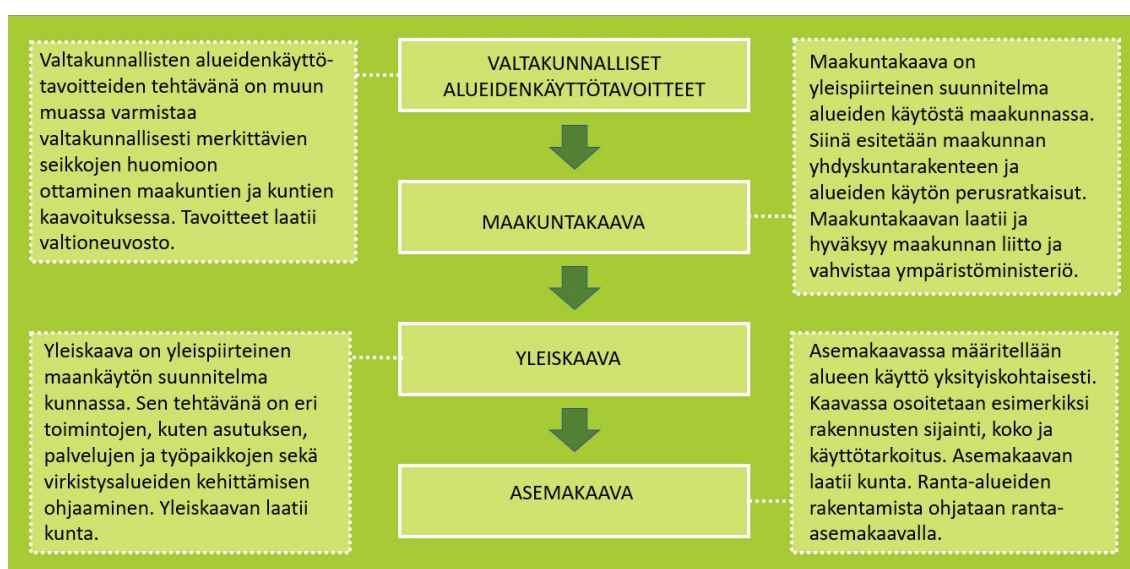 Valtakunnallisten alueidenkäyttö-
tavoitteiden tehtävänä on muun
muassa varmistaa
valtakunnallisesti merkittävien
seikkojen huomioon
ottaminen maakuntien ja kuntien
kaavoituksessa. Tavoitteet laatii
valtioneuvosto.
VALTAKUNNALLISET
ALUEIDENKÄYTTÖTAVOITTEET
MAAKUNTAKAAVA
Maakuntakaava on
yleispiirteinen suunnitelma
alueiden käytöstä maakunnassa.
Siinä esitetään maakunnan
yhdyskuntarakenteen ja
alueiden käytön perusratkaisut.
Maakuntakaavan laatii ja
hyväksyy maakunnan liitto ja
vahvistaa ympäristöministeriö.
Yleiskaava on yleispiirteinen
maankäytön suunnitelma
kunnassa. Sen tehtävänä on eri
toimintojen, kuten asutuksen,
palvelujen ja työpaikkojen sekä
virkistysalueiden kehittämisen
ohjaaminen. Yleiskaavan laatii
kunta.
YLEISKAAVA
ASEMAKAAVA
Asemakaavassa määritellään
alueen käyttö yksityiskohtaisesti.
Kaavassa osoitetaan esimerkiksi
rakennusten sijainti, koko ja
käyttötarkoitus. Asemakaavan
laatii kunta. Ranta-alueiden
rakentamista ohjataan ranta-
asemakaavalla.